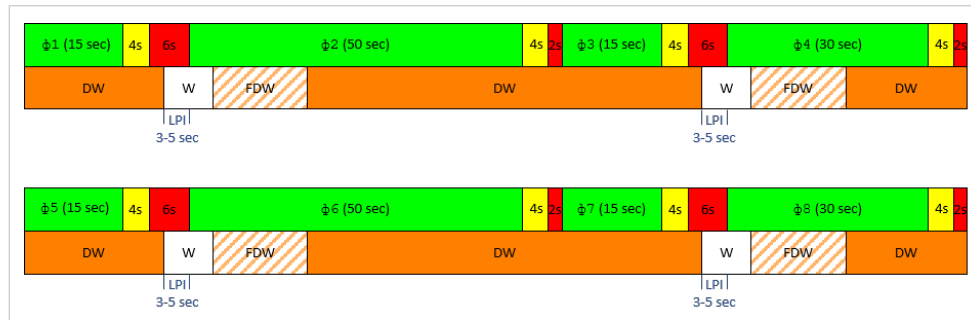 ϕ1 (15 sec) 4s 6s ϕ2 (50 sec) 4s 2s ϕ3 (15 sec) 4s 6s ϕ4 (30 sec) 4s 2s
DW W FDW DW W FDW DW
LPI LPI
3-5 sec 3-5 sec
ϕ5 (15 sec) 4s 6s ϕ6 (50 sec) 4s 2s ϕ7 (15 sec) 4s 6s ϕ8 (30 sec) 4s 2s
DW W FDW DW W FDW DW
LPI LPI
3-5 sec 3-5 sec